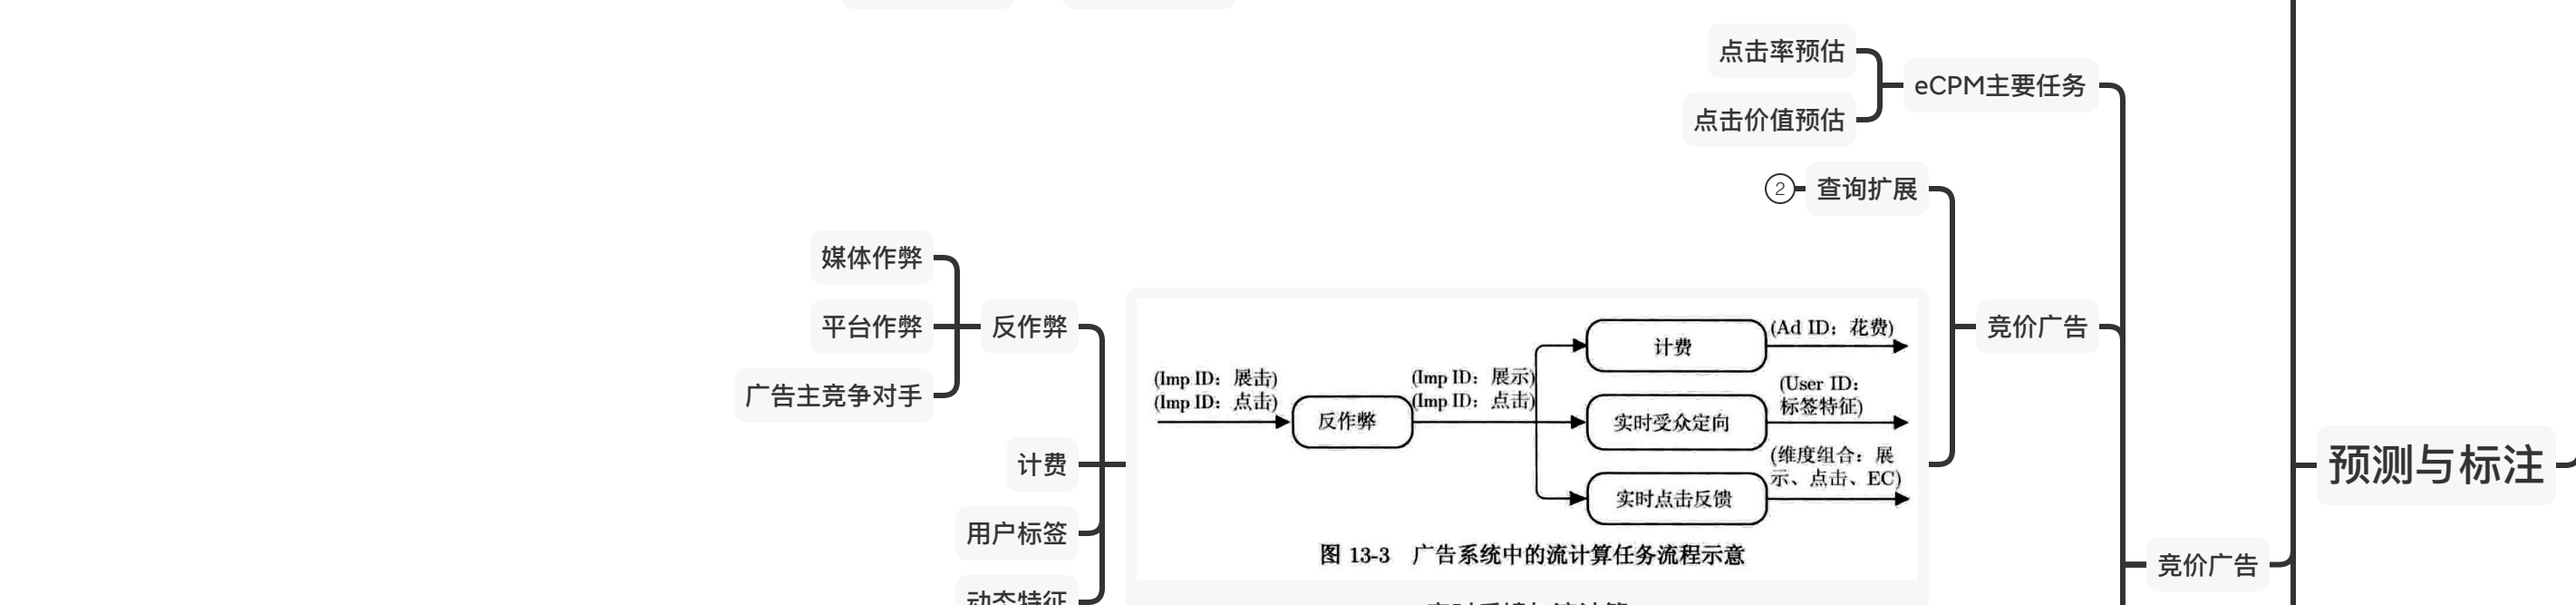 点击率预估
eCPM主要任务
点击价值预估
2
查询扩展
媒体作弊
平台作弊
反作弊
竞价广告
广告主竞争对手
(Imp ID：展击)
(Imp ID：点击)
反作弊
(Imp ID：展示)
(Imp ID：点击)
计费
(Ad ID：花费)
实时受众定向
(User ID：
标签特征)
实时点击反馈
(维度组合：展
示、点击、EC)
图 13-3 广告系统中的流计算任务流程示意
计费
用户标签
动态特征
预测与标注
竞价广告